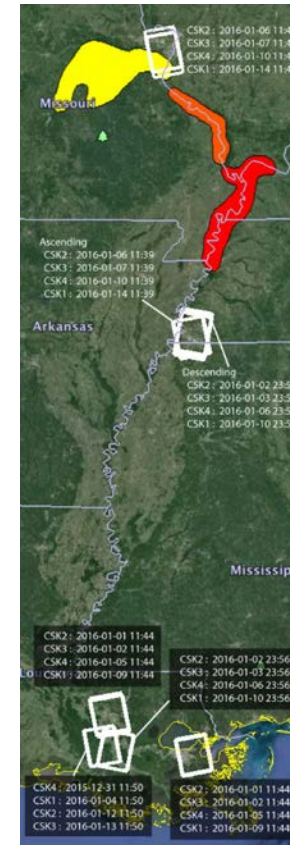 CSK2 : 2016-01-06 11:4
CSK3 : 2016-01-07 11:4
CSK4 : 2016-01-10 11:4
CSK1 : 2016-01-14 11:4
Missouri
Ascending
CSK2 : 2016-01-06 11:39
CSK3 : 2016-01-07 11:39
CSK4 : 2016-01-10 11:39
CSK1 : 2016-01-14 11:39
Arkansas
Descending
CSK2 : 2016-01-02 23:5
CSK3 : 2016-01-03 23:5
CSK4 : 2016-01-06 23:5
CSK1 : 2016-01-10 23:5
Mississip
CSK2 : 2016-01-01 11:44
CSK3 : 2016-01-02 11:44
CSK4 : 2016-01-05 11:44
CSK1 : 2016-01-09 11:44
CSK2 : 2016-01-02 23:56
CSK3 : 2016-01-03 23:56
CSK4 : 2016-01-06 23:56
CSK1 : 2016-01-10 23:56
Lou
CSK4 : 2015-12-31 11:50
CSK1 : 2016-01-04 11:50
CSK2 : 2016-01-12 11:50
CSK3 : 2016-01-13 11:50
CSK2 : 2016-01-01 11:44
CSK3 : 2016-01-02 11:44
CSK4 : 2016-01-05 11:44
CSK1 : 2016-01-09 11:44